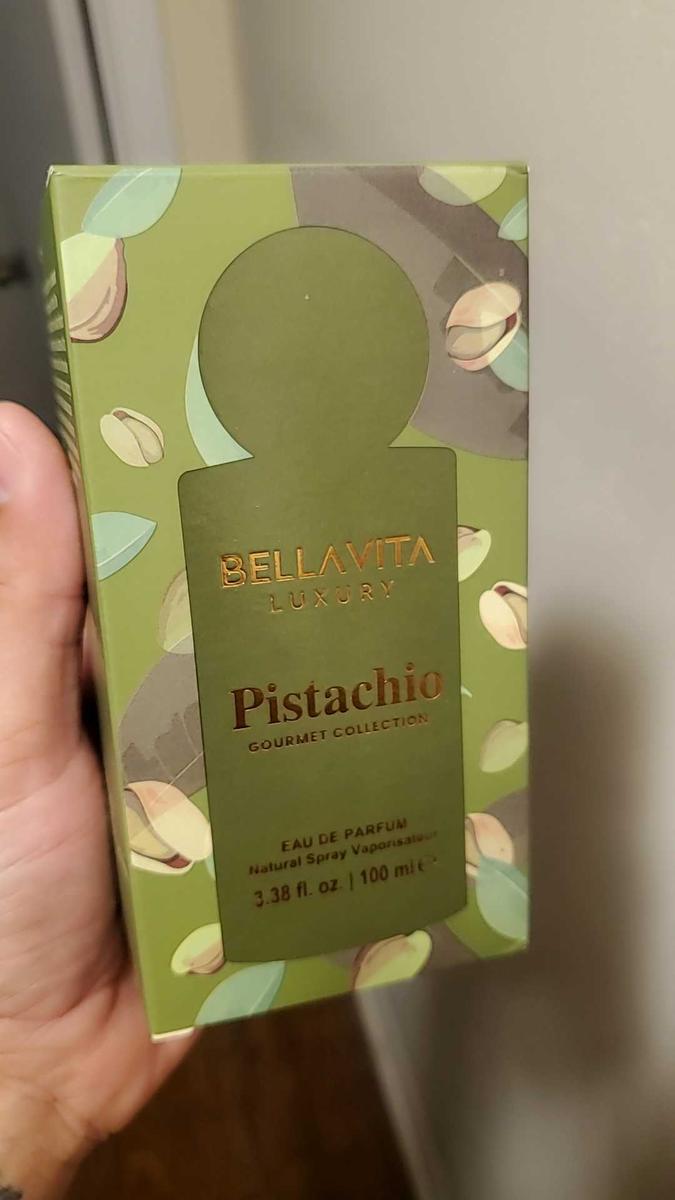 BELLAVITA
LUXURY
Pistachio
GOURMET COLLECTION
EAU DE PARFUM
Natural Spray Vaporisateur
3.38 fl. oz. | 100 ml ℮